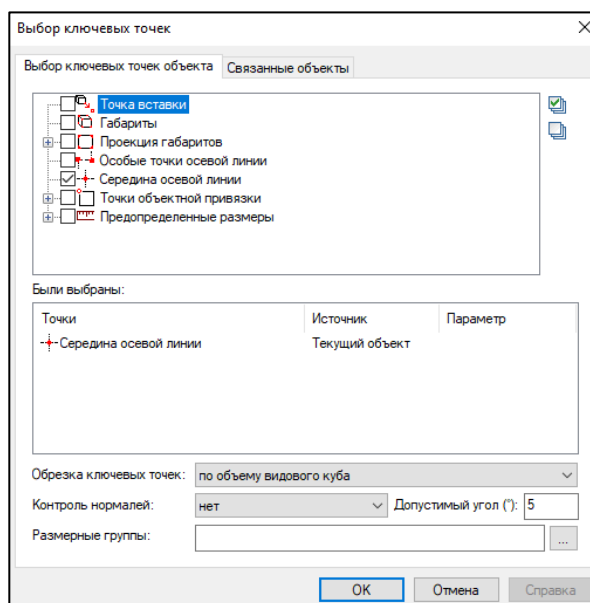 Выбор ключевых точек
Выбор ключевых точек объекта Связанные объекты
Точка вставки
Габариты
Проекция габаритов
Особые точки осевой линии
Середина осевой линии
Точки объектной привязки
Предопределенные размеры
Были выбраны:
Точки Источник Параметр
Середина осевой линии Текущий объект
Обрезка ключевых точек: по объему видового куба
Контроль нормалей: нет Допустимый угол (°): 5
Размерные группы: ...
OK Отмена Справка